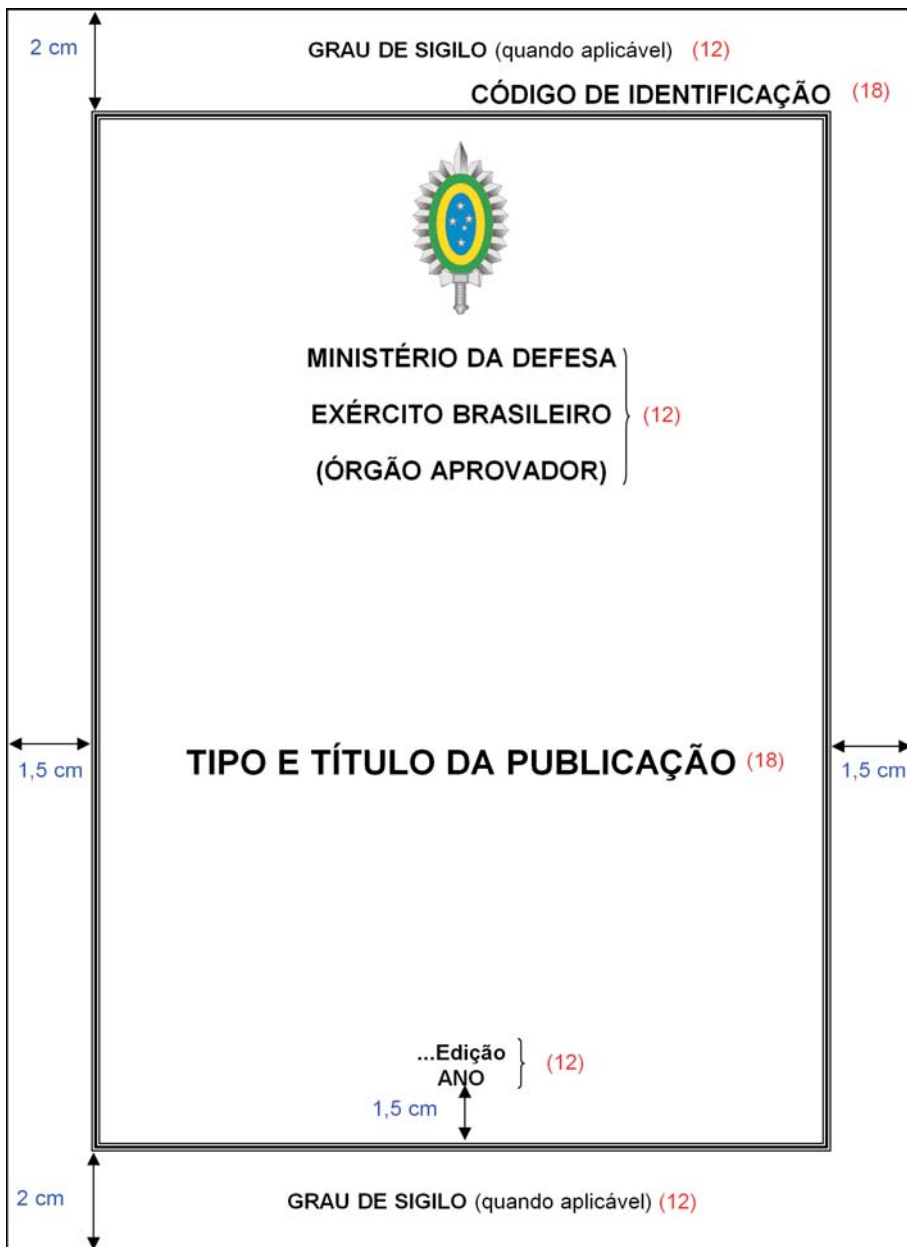 2 cm
GRAU DE SIGILO (quando aplicável) (12)
CÓDIGO DE IDENTIFICAÇÃO (18)
MINISTÉRIO DA DEFESA
EXÉRCITO BRASILEIRO (12)
(ÓRGÃO APROVADOR)
TIPO E TÍTULO DA PUBLICAÇÃO (18)
1,5 cm
1,5 cm
...Edição
ANO
(12)
1,5 cm
2 cm
GRAU DE SIGILO (quando aplicável) (12)